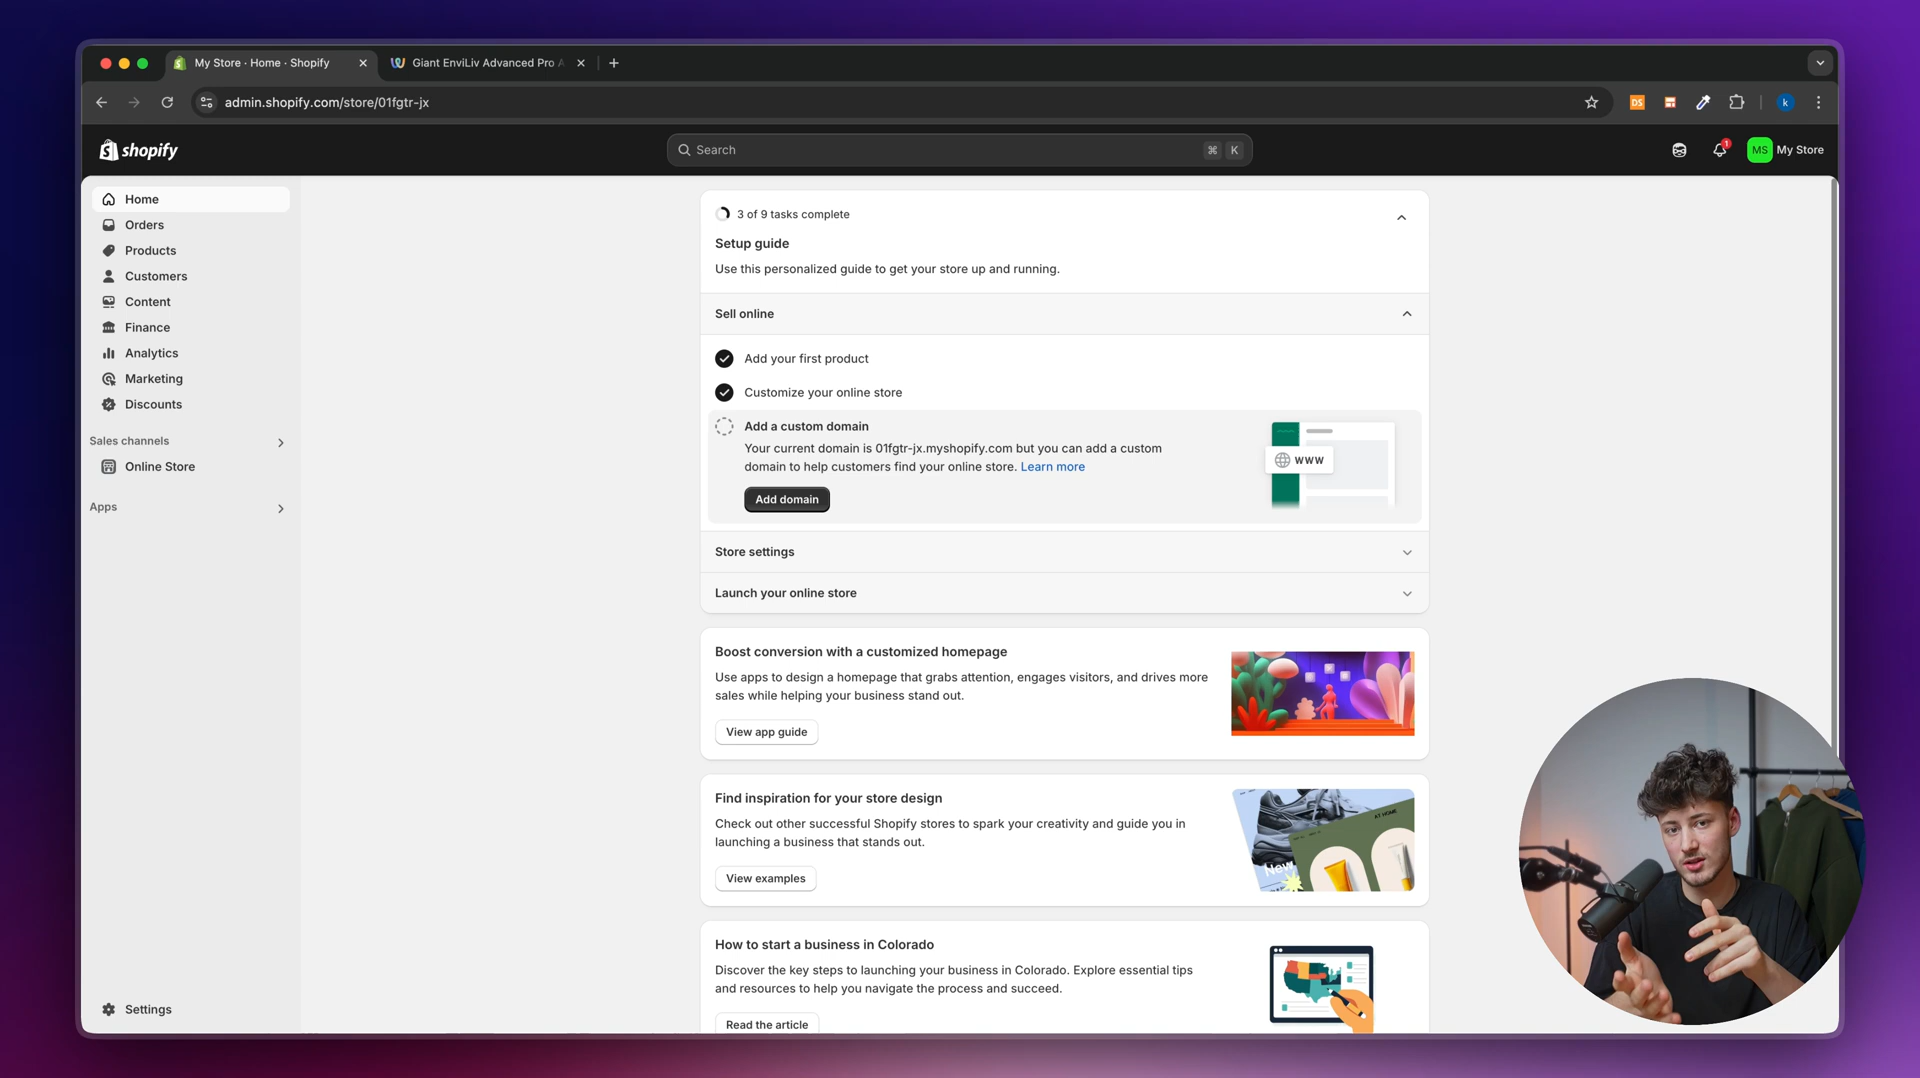 My Store · Home · Shopify
Giant EnviLiv Advanced Pro A
admin.shopify.com/store/01fgtr-jx
DS
k
shopify
Search
⌘ K
1
MS My Store
Home
Orders
Products
Customers
Content
Finance
Analytics
Marketing
Discounts
Sales channels
Online Store
Apps
Settings
3 of 9 tasks complete
Setup guide
Use this personalized guide to get your store up and running.
Sell online
Add your first product
Customize your online store
Add a custom domain
Your current domain is 01fgtr-jx.myshopify.com but you can add a custom
domain to help customers find your online store. Learn more
Add domain
www
Store settings
Launch your online store
Boost conversion with a customized homepage
Use apps to design a homepage that grabs attention, engages visitors, and drives more
sales while helping your business stand out.
View app guide
Find inspiration for your store design
Check out other successful Shopify stores to spark your creativity and guide you in
launching a business that stands out.
View examples
AT HOME
New
How to start a business in Colorado
Discover the key steps to launching your business in Colorado. Explore essential tips
and resources to help you navigate the process and succeed.
Read the article